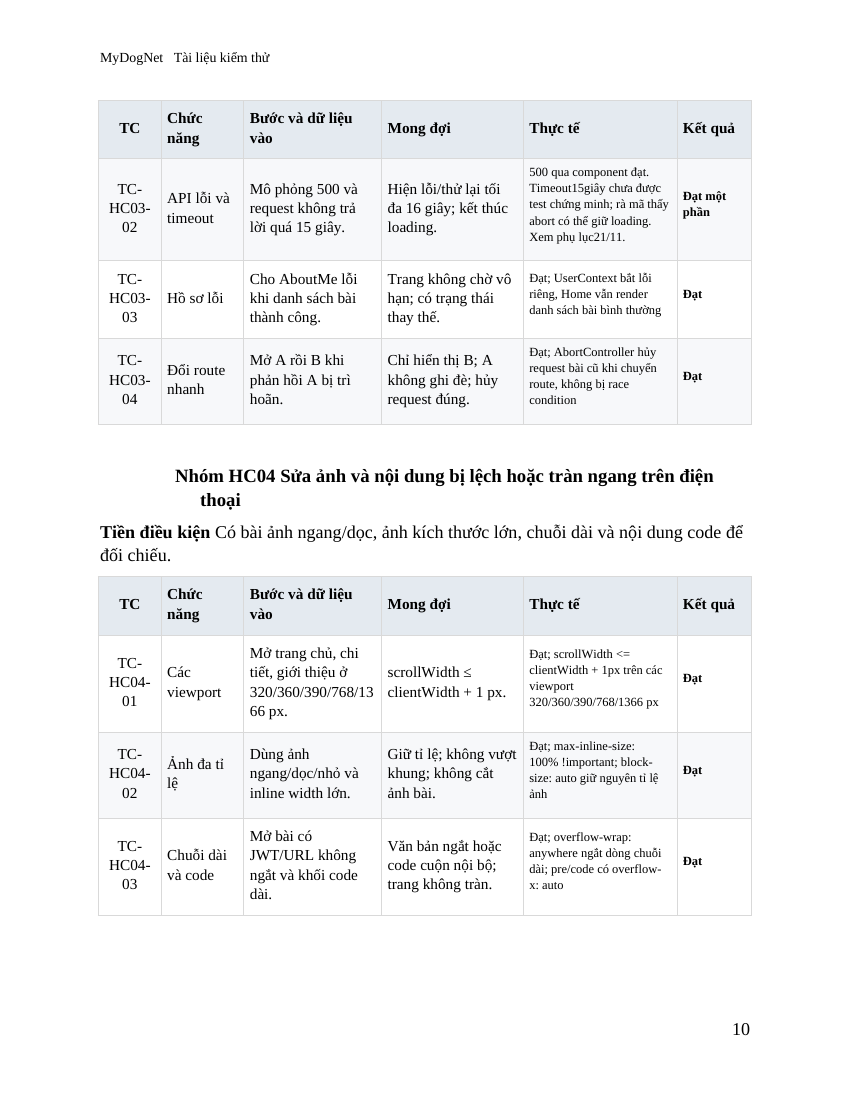 MyDogNet Tài liệu kiểm thử
TC
Chức
năng
Bước và dữ liệu
vào
Mong đợi
Thực tế
Kết quả
TC-
HC03-
02
API lỗi và
timeout
Mô phỏng 500 và
request không trả
lời quá 15 giây.
Hiện lỗi/thử lại tối
đa 16 giây; kết thúc
loading.
500 qua component đạt.
Timeout15giây chưa được
test chứng minh; rà mã thấy
abort có thể giữ loading.
Xem phụ lục21/11.
Đạt một
phần
TC-
HC03-
03
Hồ sơ lỗi
Cho AboutMe lỗi
khi danh sách bài
thành công.
Trang không chờ vô
hạn; có trạng thái
thay thế.
Đạt; UserContext bắt lỗi
riêng, Home vẫn render
danh sách bài bình thường
Đạt
TC-
HC03-
04
Đổi route
nhanh
Mở A rồi B khi
phản hồi A bị trì
hoãn.
Chỉ hiển thị B; A
không ghi đè; hủy
request đúng.
Đạt; AbortController hủy
request bài cũ khi chuyển
route, không bị race
condition
Đạt
Nhóm HC04 Sửa ảnh và nội dung bị lệch hoặc tràn ngang trên điện
thoại
Tiền điều kiện Có bài ảnh ngang/dọc, ảnh kích thước lớn, chuỗi dài và nội dung code để
đối chiếu.
TC
Chức
năng
Bước và dữ liệu
vào
Mong đợi
Thực tế
Kết quả
TC-
HC04-
01
Các
viewport
Mở trang chủ, chi
tiết, giới thiệu ở
320/360/390/768/13
66 px.
scrollWidth ≤
clientWidth + 1 px.
Đạt; scrollWidth <=
clientWidth + 1px trên các
viewport
320/360/390/768/1366 px
Đạt
TC-
HC04-
02
Ảnh đa tỉ
lệ
Dùng ảnh
ngang/dọc/nhỏ và
inline width lớn.
Giữ tỉ lệ; không vượt
khung; không cắt
ảnh bài.
Đạt; max-inline-size:
100% !important; block-
size: auto giữ nguyên tỉ lệ
ảnh
Đạt
TC-
HC04-
03
Chuỗi dài
và code
Mở bài có
JWT/URL không
ngắt và khối code
dài.
Văn bản ngắt hoặc
code cuộn nội bộ;
trang không tràn.
Đạt; overflow-wrap:
anywhere ngắt dòng chuỗi
dài; pre/code có overflow-
x: auto
Đạt
10